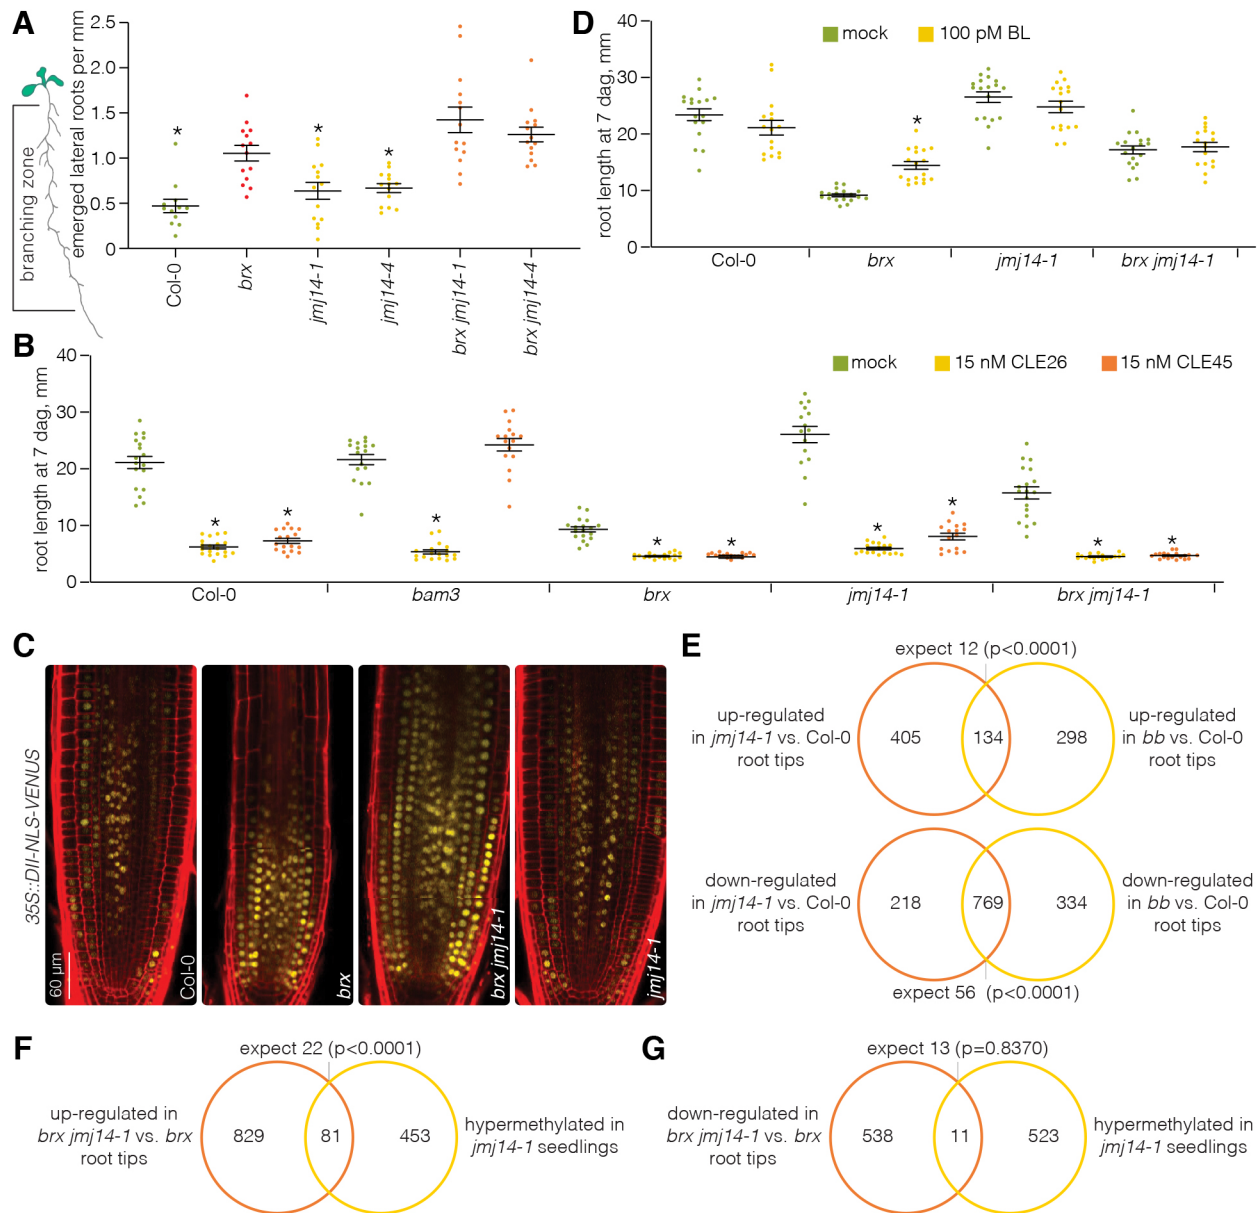 A
emerged lateral roots per mm
2.5
2.0
1.5
1.0
0.5
0
branching zone
*
*
*
Col-0
brx
jmj14-1
jmj14-4
brx jmj14-1
brx jmj14-4
D
mock
100 pM BL
root length at 7 dag, mm
40
30
20
10
0
*
Col-0
brx
jmj14-1
brx jmj14-1
B
mock
15 nM CLE26
15 nM CLE45
root length at 7 dag, mm
40
30
20
10
0
*
*
*
*
*
*
*
*
*
Col-0
bam3
brx
jmj14-1
brx jmj14-1
C
35S::DII-NLS-VENUS
60 µm
Col-0
brx
brx jmj14-1
jmj14-1
E
expect 12 (p<0.0001)
up-regulated
in jmj14-1 vs. Col-0
root tips
405
134
298
up-regulated
in bb vs. Col-0
root tips
down-regulated
in jmj14-1 vs. Col-0
root tips
218
769
334
down-regulated
in bb vs. Col-0
root tips
expect 56 (p<0.0001)
F
expect 22 (p<0.0001)
up-regulated in
brx jmj14-1 vs. brx
root tips
829
81
453
hypermethylated in
jmj14-1 seedlings
G
expect 13 (p=0.8370)
down-regulated in
brx jmj14-1 vs. brx
root tips
538
11
523
hypermethylated in
jmj14-1 seedlings